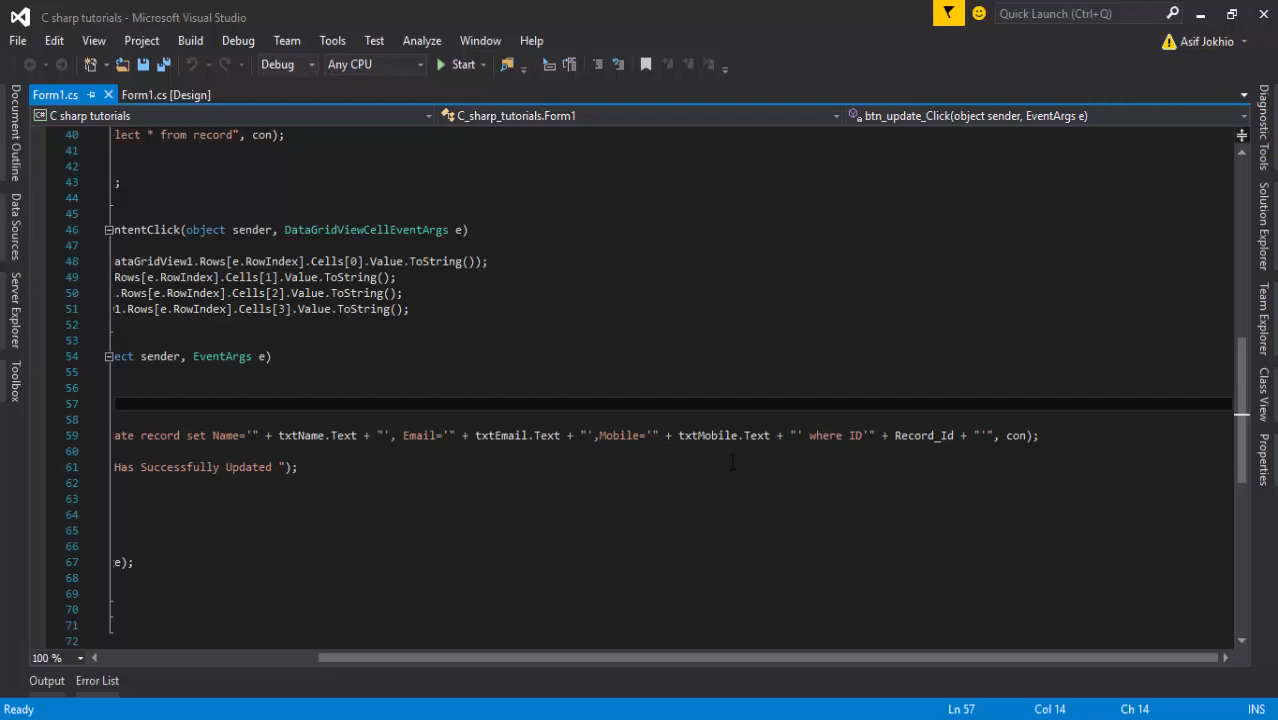 C sharp tutorials - Microsoft Visual Studio
Quick Launch (Ctrl+Q)
File Edit View Project Build Debug Team Tools Test Analyze Window Help
Asif Jokhio
Debug Any CPU Start
Form1.cs Form1.cs [Design]
C# C sharp tutorials C_sharp_tutorials.Form1 btn_update_Click(object sender, EventArgs e)
Document Outline
Data Sources
Server Explorer
Toolbox
40 lect * from record", con);
41
42
43 ;
44
45
46 ntentClick(object sender, DataGridViewCellEventArgs e)
47
48 ataGridView1.Rows[e.RowIndex].Cells[0].Value.ToString());
49 Rows[e.RowIndex].Cells[1].Value.ToString();
50 .Rows[e.RowIndex].Cells[2].Value.ToString();
51 1.Rows[e.RowIndex].Cells[3].Value.ToString();
52
53
54 ect sender, EventArgs e)
55
56
57
58
59 ate record set Name='" + txtName.Text + "', Email='" + txtEmail.Text + "',Mobile='" + txtMobile.Text + "' where ID'" + Record_Id + "'", con);
60
61 Has Successfully Updated ");
62
63
64
65
66
67 e);
68
69
70
71
72
Diagnostic Tools
Solution Explorer
Team Explorer
Class View
Properties
100 %
Output Error List
Ready Ln 57 Col 14 Ch 14 INS